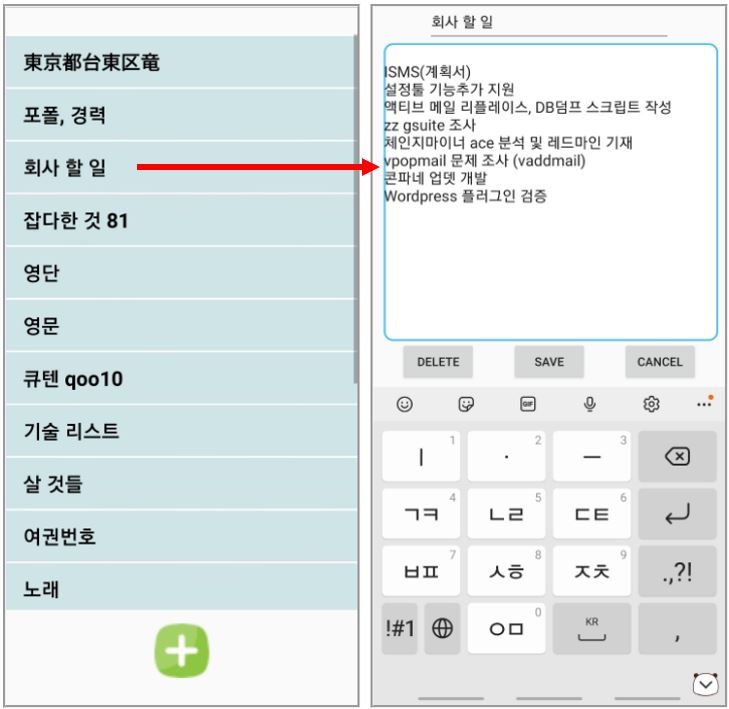 東京都台東区竜
포폴, 경력
회사 할 일
잡다한 것 81
영단
영문
큐텐 qoo10
기술 리스트
살 것들
여권번호
노래
회사 할 일
ISMS(계획서)
설정툴 기능추가 지원
액티브 메일 리플레이스, DB덤프 스크립트 작성
zz gsuite 조사
체인지마이너 ace 분석 및 레드마인 기재
vpopmail 문제 조사 (vaddmail)
콘파네 업뎃 개발
Wordpress 플러그인 검증
DELETE SAVE CANCEL
GIF
ㅣ 1 · 2 ㅡ 3
ㄱㅋ 4 ㄴㄹ 5 ㄷㅌ 6
ㅂㅍ 7 ㅅㅎ 8 ㅈㅊ 9 .,?!
!#1 ㅇㅁ 0 KR ,